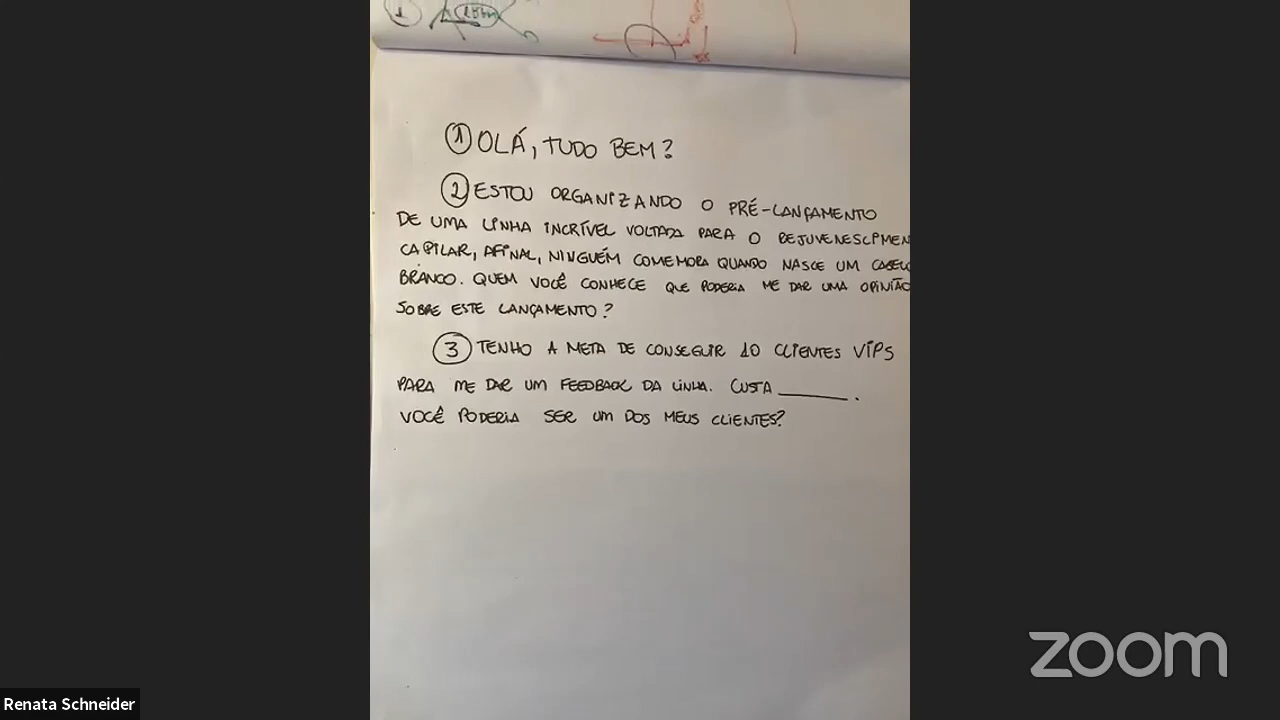 ① OLÁ, TUDO BEM?
② ESTOU ORGANIZANDO O PRÉ-LANÇAMENTO
DE UMA LINHA INCRÍVEL VOLTADA PARA O REJUVENESCIMEN
CAPILAR, AFINAL, NINGUÉM COMEMORA QUANDO NASCE UM CABELO
BRANCO. QUEM VOCÊ CONHECE QUE PODERIA ME DAR UMA OPINIÃO
SOBRE ESTE LANÇAMENTO?
③ TENHO A META DE CONSEGUIR 10 CLIENTES VIPS
PARA ME DAR UM FEEDBACK DA LINHA. CUSTA ______.
VOCÊ PODERIA SER UM DOS MEUS CLIENTES?
zoom
Renata Schneider